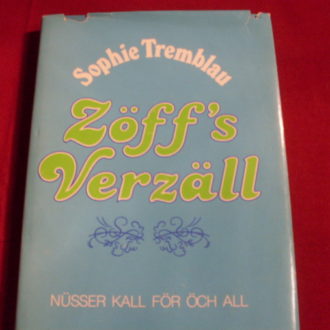 Sophie Tremblau
Zöff's
Verzäll
NÜSSER KALL FÖR ÖCH ALL